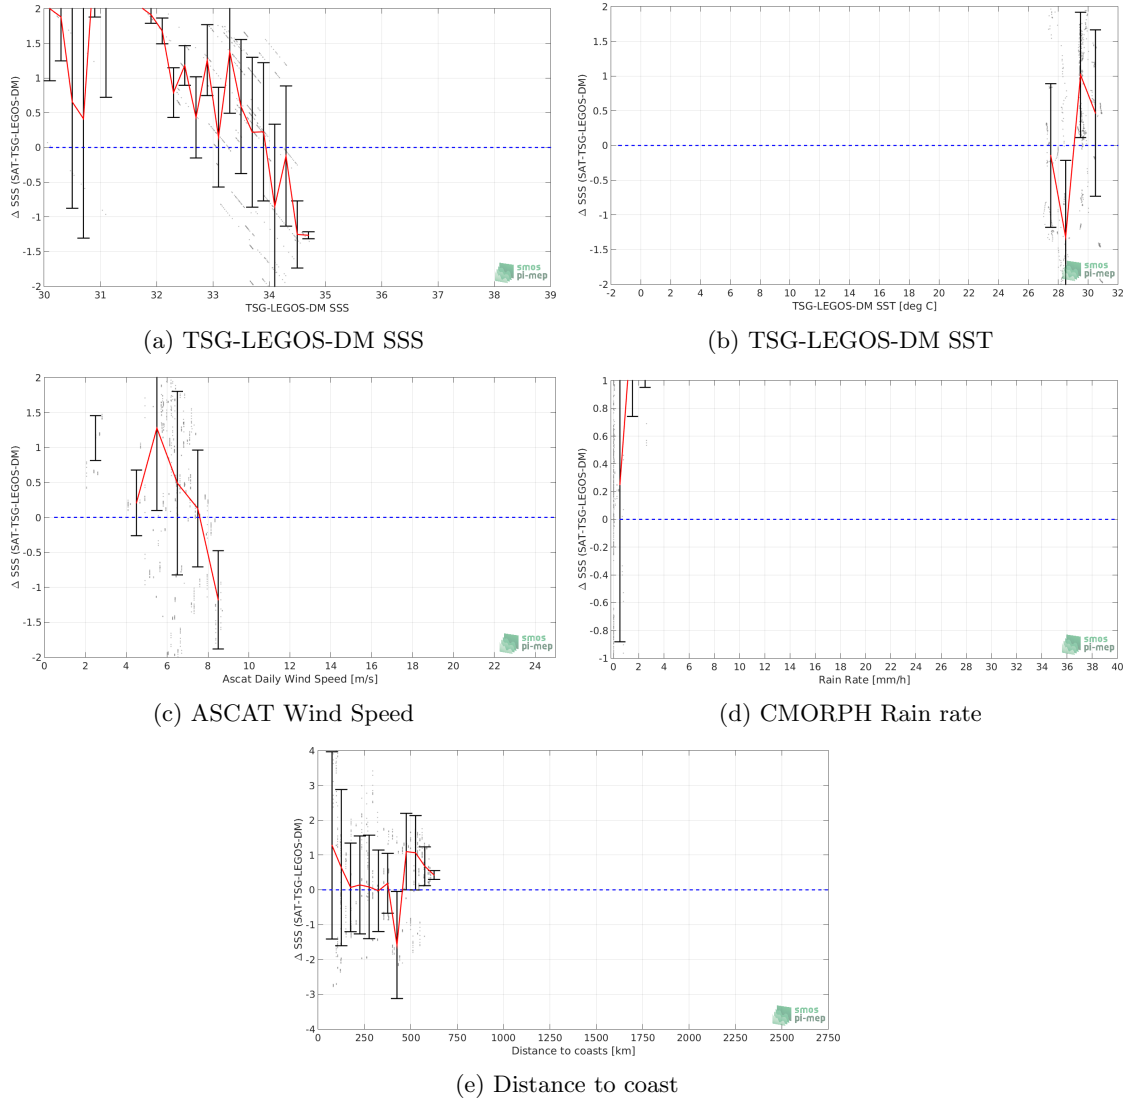 2
1.5
1
0.5
0
-0.5
-1
-1.5
-2
Δ SSS (SAT-TSG-LEGOS-DM)
30 31 32 33 34 35 36 37 38 39
TSG-LEGOS-DM SSS
smos
pi-mep
(a) TSG-LEGOS-DM SSS
2
1.5
1
0.5
0
-0.5
-1
-1.5
-2
Δ SSS (SAT-TSG-LEGOS-DM)
-2 0 2 4 6 8 10 12 14 16 18 20 22 24 26 28 30 32
TSG-LEGOS-DM SST [deg C]
smos
pi-mep
(b) TSG-LEGOS-DM SST
2
1.5
1
0.5
0
-0.5
-1
-1.5
-2
Δ SSS (SAT-TSG-LEGOS-DM)
0 2 4 6 8 10 12 14 16 18 20 22 24
Ascat Daily Wind Speed [m/s]
smos
pi-mep
(c) ASCAT Wind Speed
1
0.8
0.6
0.4
0.2
0
-0.2
-0.4
-0.6
-0.8
-1
Δ SSS (SAT-TSG-LEGOS-DM)
0 2 4 6 8 10 12 14 16 18 20 22 24 26 28 30 32 34 36 38 40
Rain Rate [mm/h]
smos
pi-mep
(d) CMORPH Rain rate
4
3
2
1
0
-1
-2
-3
-4
Δ SSS (SAT-TSG-LEGOS-DM)
0 250 500 750 1000 1250 1500 1750 2000 2250 2500 2750
Distance to coasts [km]
smos
pi-mep
(e) Distance to coast